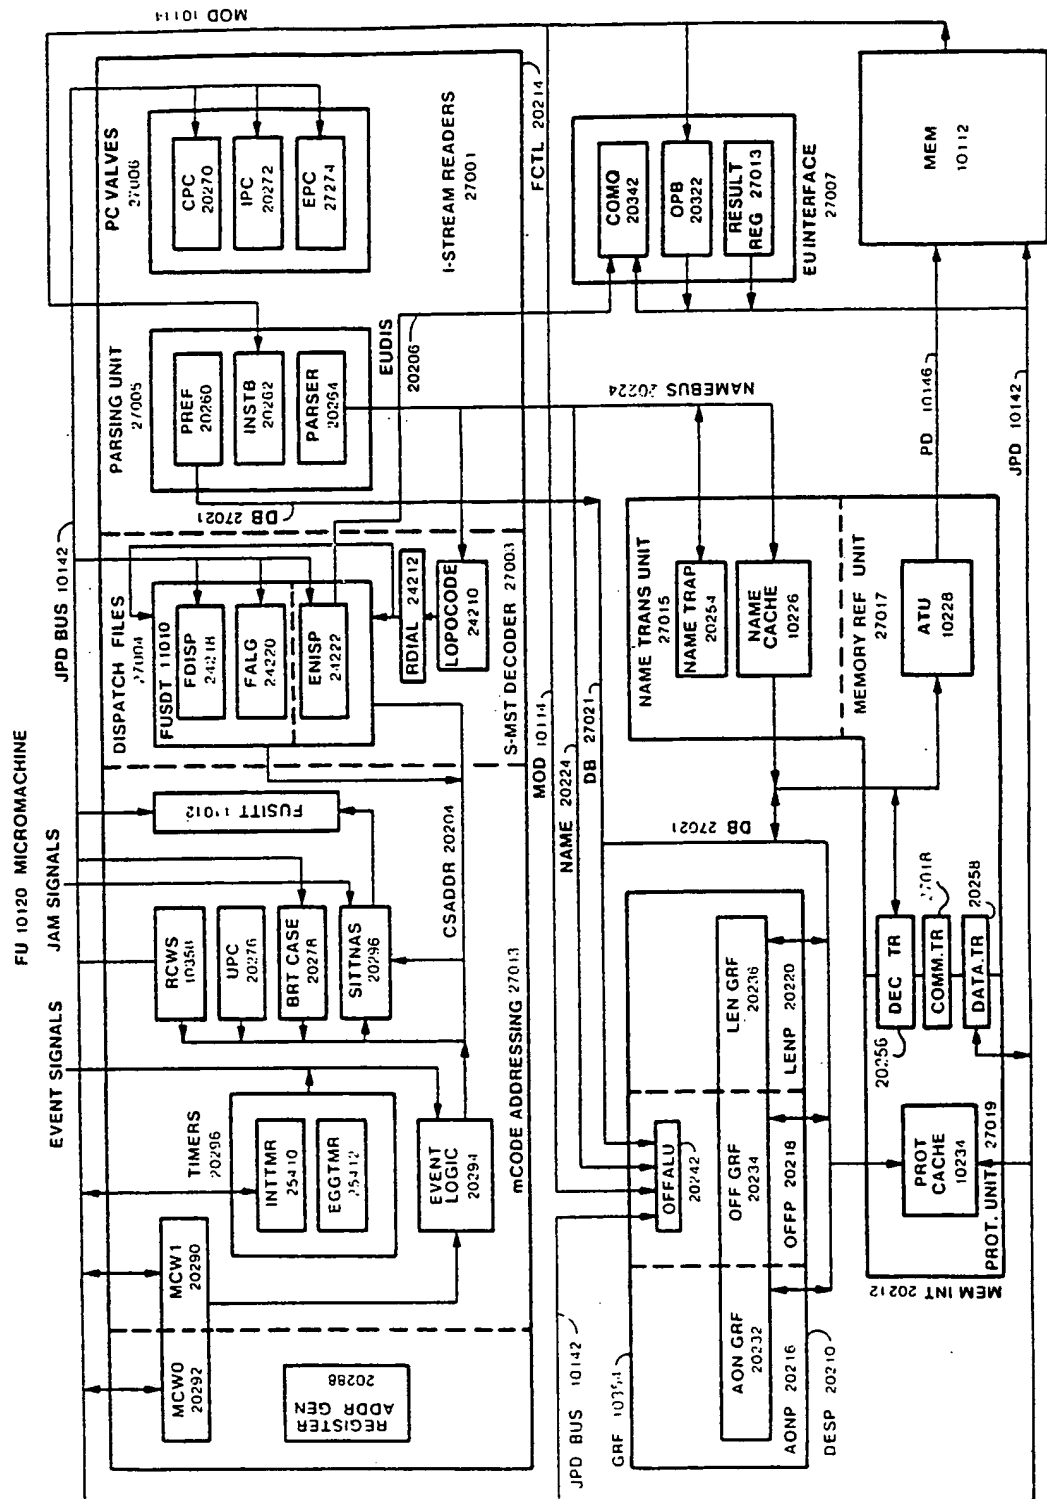 FU 10120 MICROMACHINE
EVENT SIGNALS
JAM SIGNALS
JPD BUS 10142
MOD 10114
MCW0
20292
MCW1
20290
REGISTER
ADDR GEN
20288
TIMERS
20296
INTTMR
25410
EGGTMR
25412
EVENT
LOGIC
20294
mCODE ADDRESSING 27013
RCWS
10358
UPC
20276
BRT CASE
20278
SITTNAS
20286
FUSITT 11012
CSADDR 20204
DISPATCH FILES
27004
FUSDT 11010
FDISP
24218
FALG
24220
ENISP
24222
RDIAL 24212
LOPOCODE
24210
S-MST DECODER 27003
DB 27021
PARSING UNIT
27005
PREF
20260
INSTB
20262
PARSER
20264
EUDIS
20206
PC VALVES
27006
CPC
20270
IPC
20272
EPC
27274
I-STREAM READERS
27001
FCTL 20214
MOD 10114
NAME 20224
DB 27021
NAMEBUS 20224
COMQ
20342
OPB
20322
RESULT
REG 27013
EU INTERFACE
27007
JPD BUS 10142
GRF 10354
OFFALU
20242
AON GRF
20232
OFF GRF
20234
LEN GRF
20236
AONP 20216
OFFP 20218
LENP 20220
DESP 20210
DB 27021
NAME TRANS UNIT
27015
NAME TRAP
20254
NAME
CACHE
10226
MEMORY REF UNIT
27017
ATU
10228
DEC TR
20256
COMM.TR
27018
DATA.TR
20258
PROT
CACHE
10234
PROT. UNIT 27019
MEM INT 20212
PD 10146
JPD 10142
MEM
10112